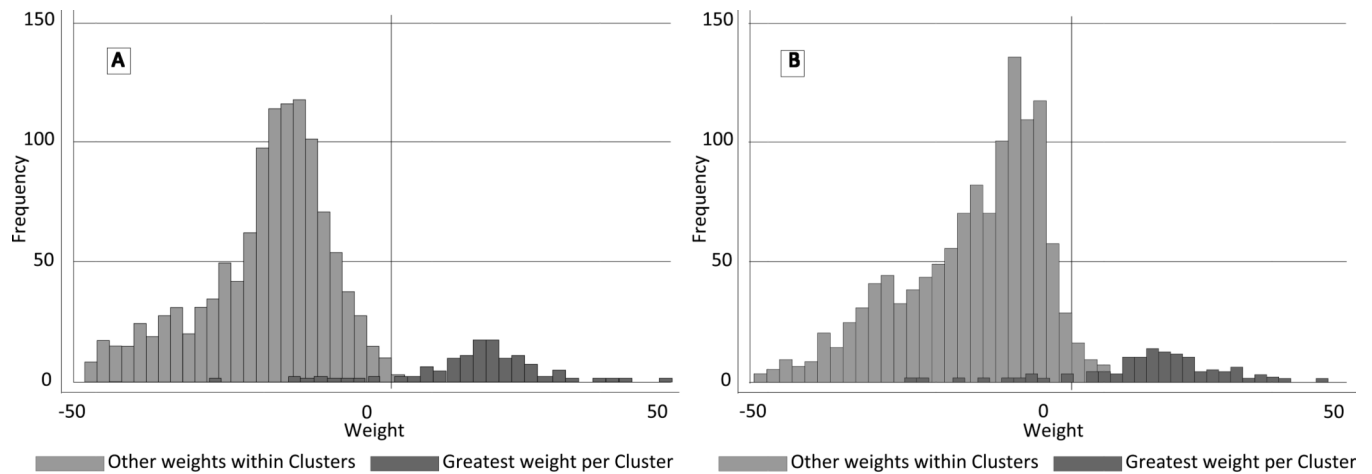 150
A
100
Frequency
50
0
-50
0
50
Weight
Other weights within Clusters
Greatest weight per Cluster
150
B
100
Frequency
50
0
-50
0
50
Weight
Other weights within Clusters
Greatest weight per Cluster